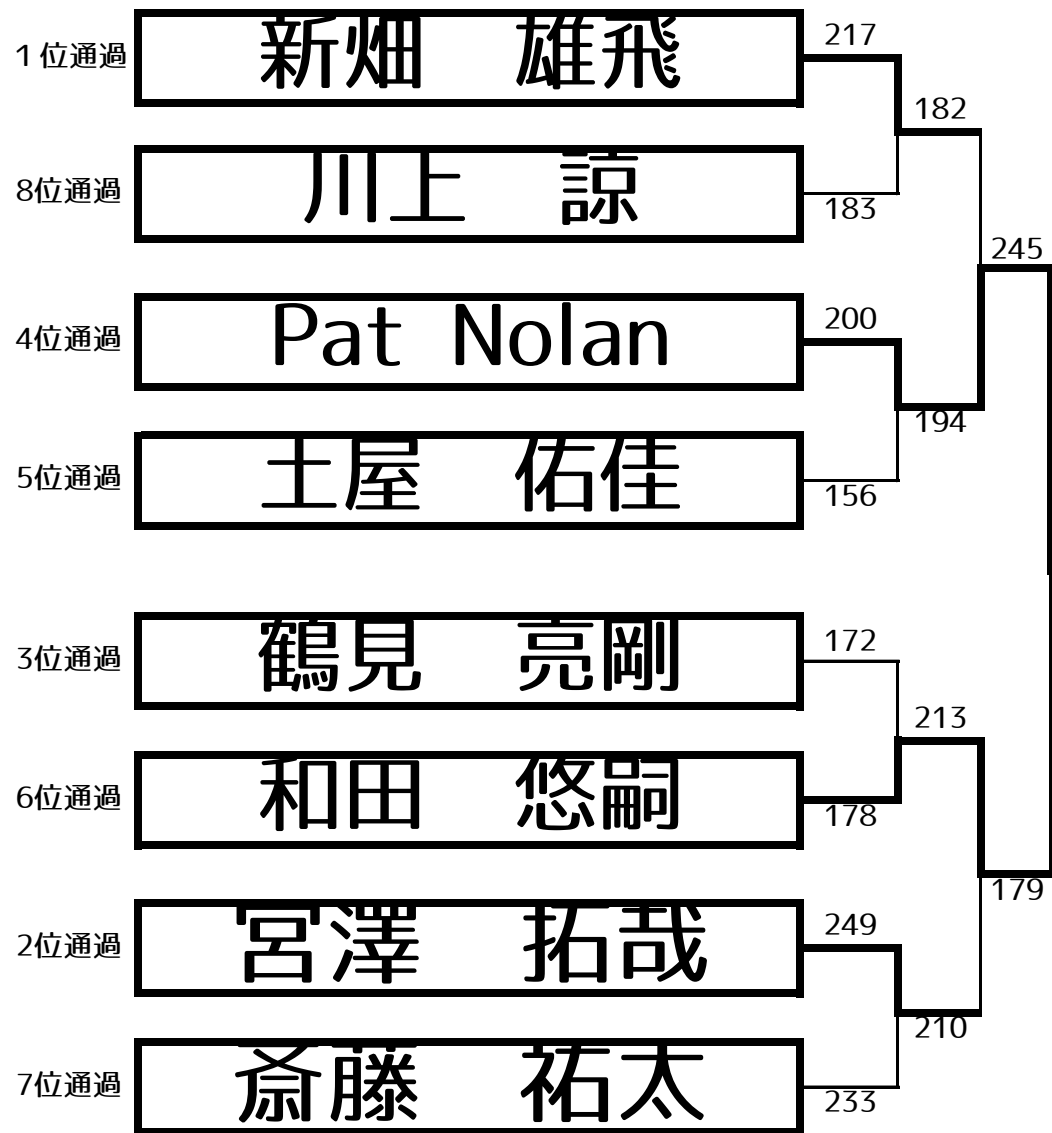 217
1位通過 新畑 雄飛
182
8位通過 川上 諒
183
245
200
4位通過 Pat Nolan
194
5位通過 土屋 佑佳
156
172
3位通過 鶴見 亮剛
213
6位通過 和田 悠嗣
178
179
249
2位通過 宮澤 拓哉
210
7位通過 斎藤 祐太
233